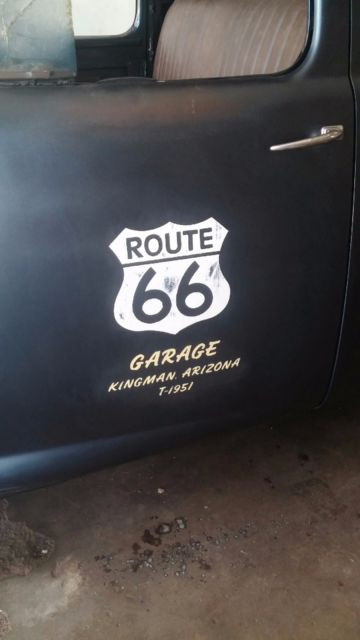 ROUTE
66
GARAGE
KINGMAN, ARIZONA
T-1951